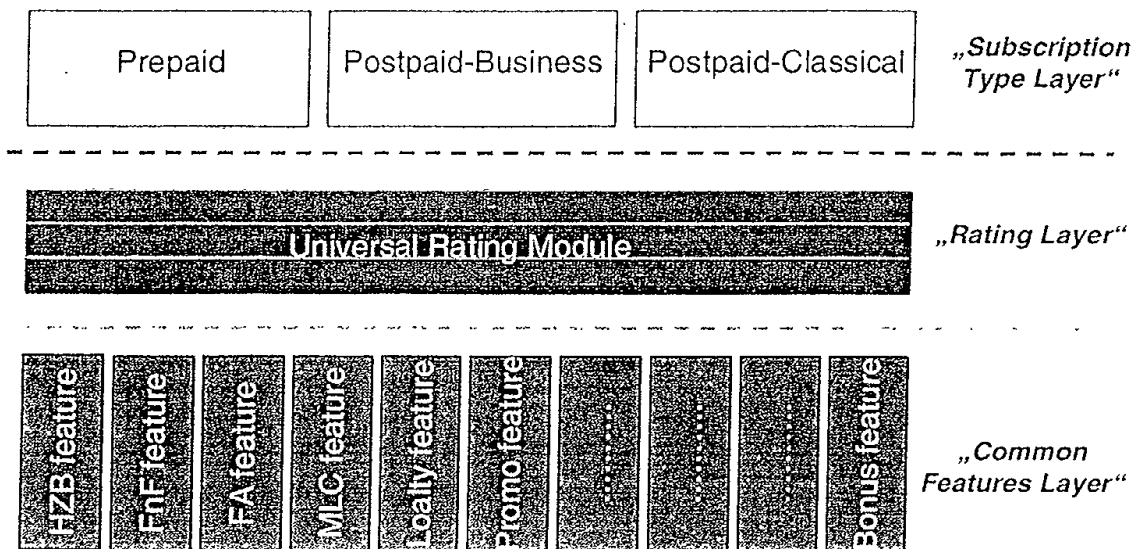 Prepaid
Postpaid-Business
Postpaid-Classical
„Subscription
Type Layer“
Universal Rating Module
„Rating Layer“
HZB feature
FnF feature
FA feature
MLC feature
Loally feature
Promo feature
........
........
........
Bonus feature
„Common
Features Layer“